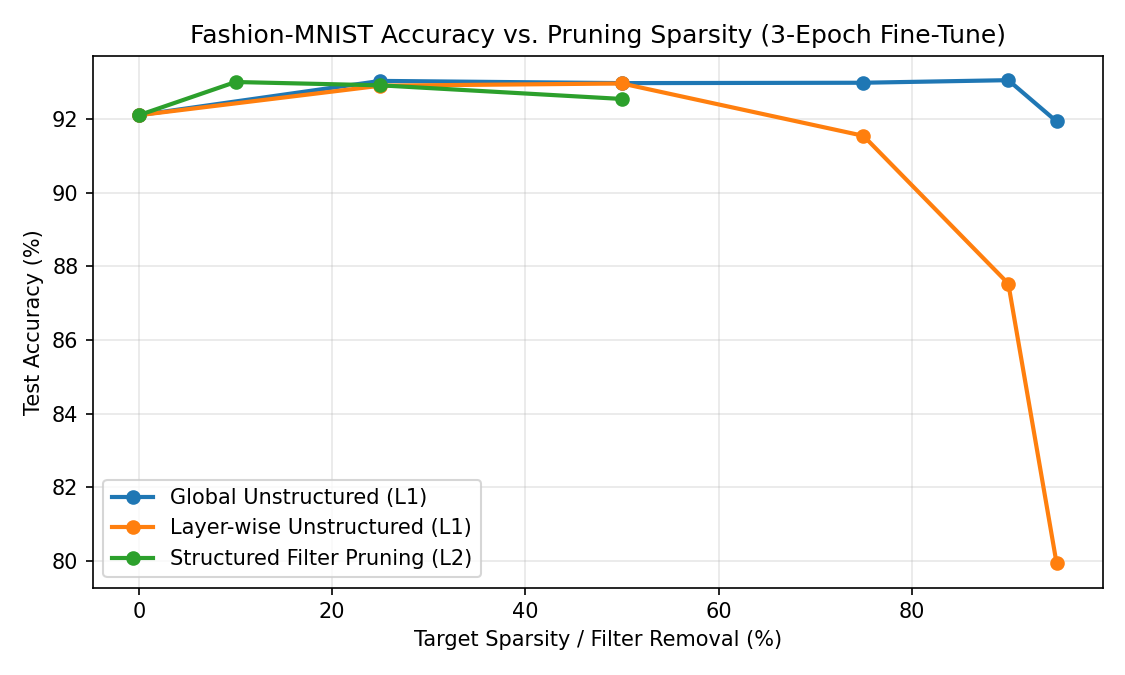 Fashion-MNIST Accuracy vs. Pruning Sparsity (3-Epoch Fine-Tune)
Test Accuracy (%)
92
90
88
86
84
82
80
Global Unstructured (L1)
Layer-wise Unstructured (L1)
Structured Filter Pruning (L2)
0 20 40 60 80
Target Sparsity / Filter Removal (%)